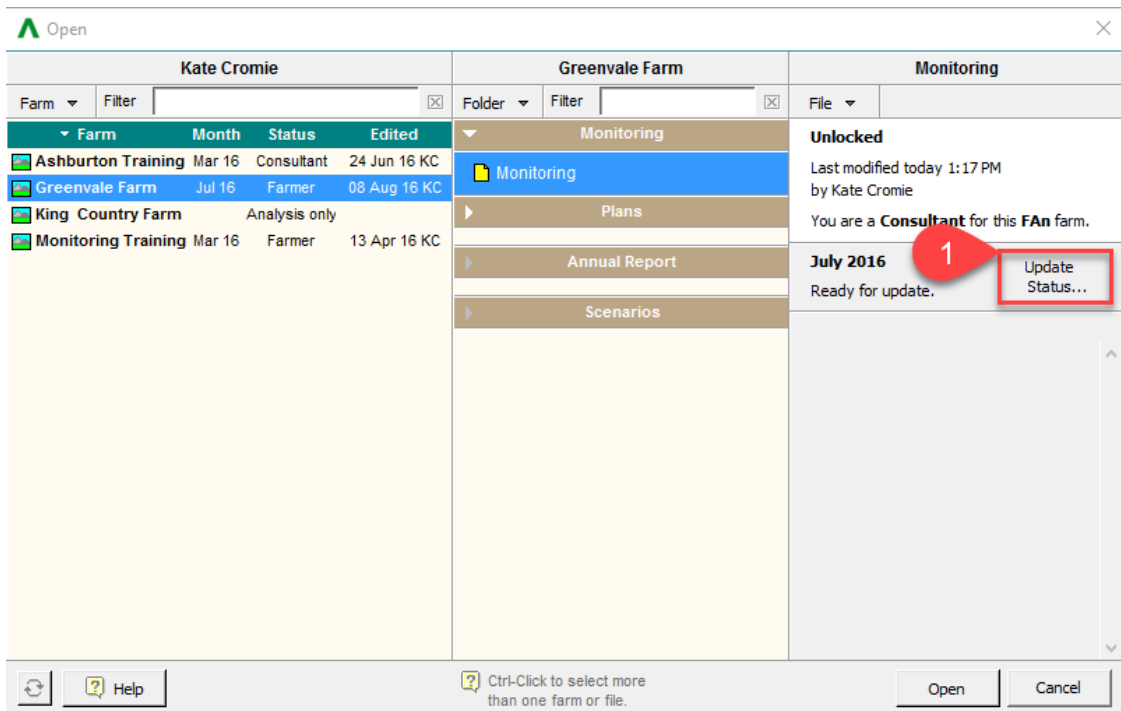 Open
Kate Cromie
Greenvale Farm
Monitoring
Farm
Filter
Folder
Filter
File
Farm Month Status Edited
Ashburton Training Mar 16 Consultant 24 Jun 16 KC
Greenvale Farm Jul 16 Farmer 08 Aug 16 KC
King Country Farm Analysis only
Monitoring Training Mar 16 Farmer 13 Apr 16 KC
Monitoring
Monitoring
Plans
Annual Report
Scenarios
Unlocked
Last modified today 1:17 PM
by Kate Cromie
You are a Consultant for this FAn farm.
July 2016
Ready for update.
1
Update
Status...
Help
Ctrl-Click to select more
than one farm or file.
Open
Cancel